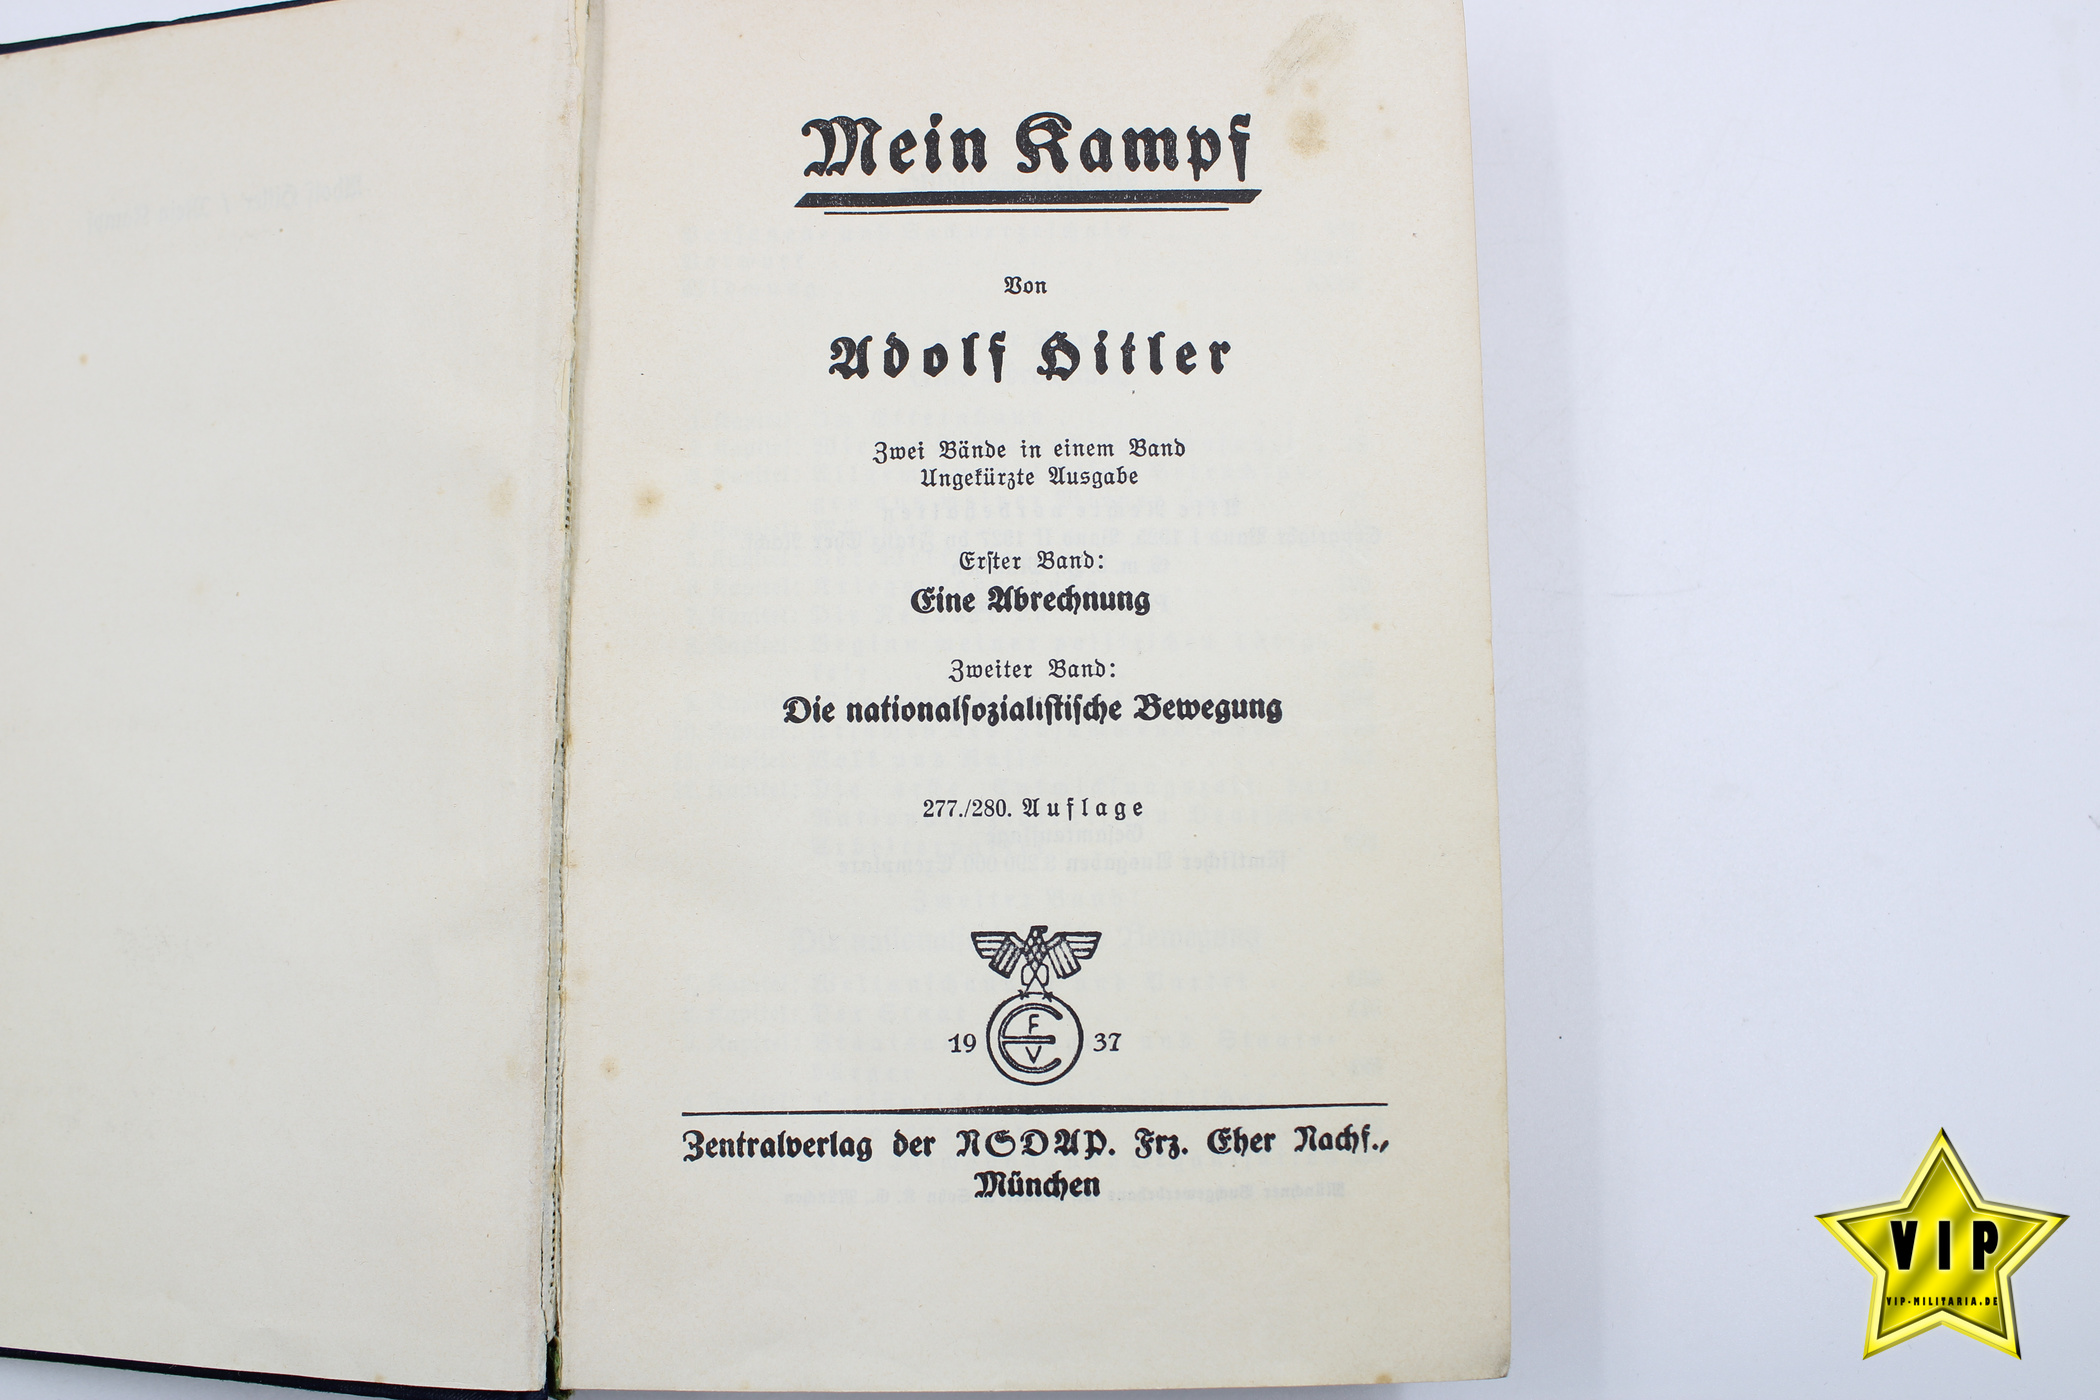 Mein Kampf
Von
Adolf Hitler
Zwei Bände in einem Band
Ungekürzte Ausgabe
Erster Band:
Eine Abrechnung
Zweiter Band:
Die nationalsozialistische Bewegung
277./280. Auflage
F
E
V
19 37
Zentralverlag der NSDAP. Frz. Eher Nachf.,
München
VIP
VIP-MILITARIA.DE